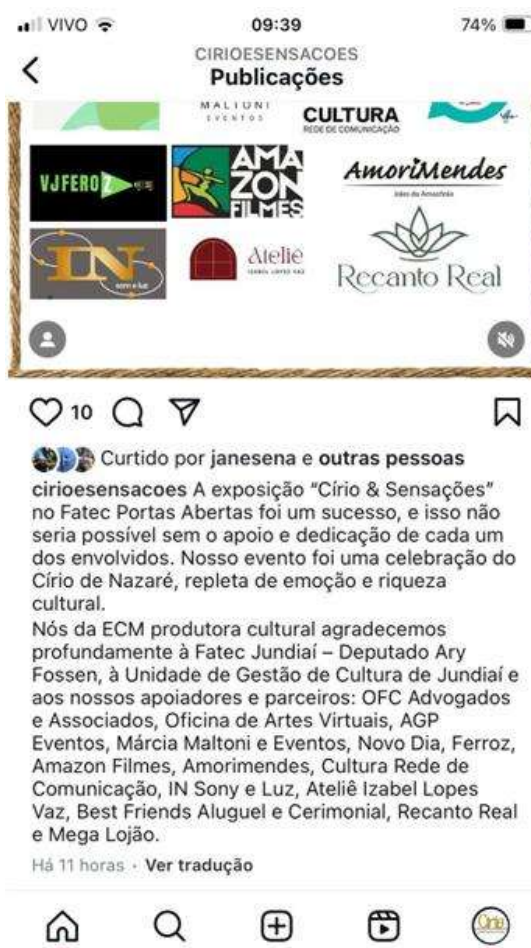 VIVO
09:39
74%
CIRIOESENSACOES
Publicações
MALTONI
EVENTOS
CULTURA
REDE DE COMUNICAÇÃO
VJFEROZ
AMA
ZON
FILMES
AmoriMendes
IN
som e luz
Ateliê
IZABEL LOPES VAZ
Recanto Real
10
Curtido por janesena e outras pessoas
cirioesensacoes A exposição “Círio & Sensações”
no Fatec Portas Abertas foi um sucesso, e isso não
seria possível sem o apoio e dedicação de cada um
dos envolvidos. Nosso evento foi uma celebração do
Círio de Nazaré, repleta de emoção e riqueza
cultural.
Nós da ECM produtora cultural agradecemos
profundamente à Fatec Jundiaí – Deputado Ary
Fossen, à Unidade de Gestão de Cultura de Jundiaí e
aos nossos apoiadores e parceiros: OFC Advogados
e Associados, Oficina de Artes Virtuais, AGP
Eventos, Márcia Maltoni e Eventos, Novo Dia, Ferroz,
Amazon Filmes, Amorimendes, Cultura Rede de
Comunicação, IN Sony e Luz, Ateliê Izabel Lopes
Vaz, Best Friends Aluguel e Cerimonial, Recanto Real
e Mega Lojão.
Há 11 horas · Ver tradução